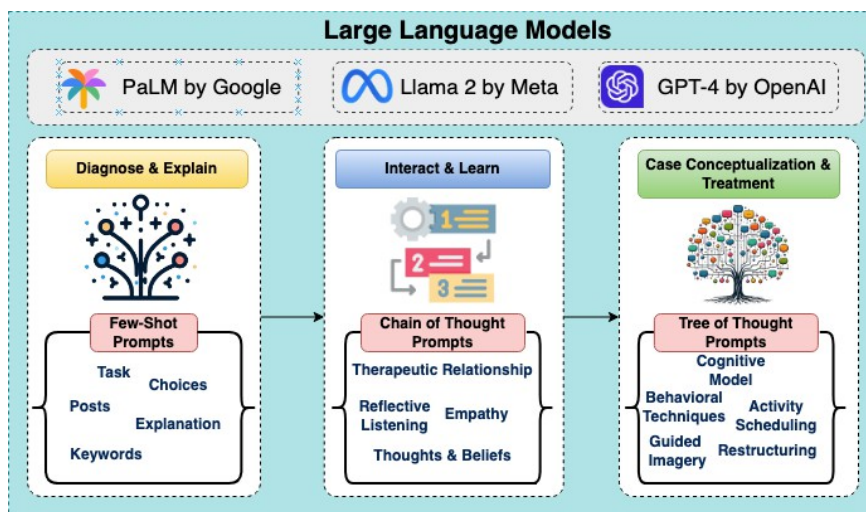 Large Language Models
PaLM by Google
Llama 2 by Meta
GPT-4 by OpenAI
Diagnose & Explain
Few-Shot
Prompts
Task
Choices
Posts
Explanation
Keywords
Interact & Learn
1
2
3
Chain of Thought
Prompts
Therapeutic Relationship
Reflective
Listening
Empathy
Thoughts & Beliefs
Case Conceptualization &
Treatment
Tree of Thought
Prompts
Cognitive
Model
Behavioral
Techniques
Activity
Scheduling
Guided
Imagery
Restructuring